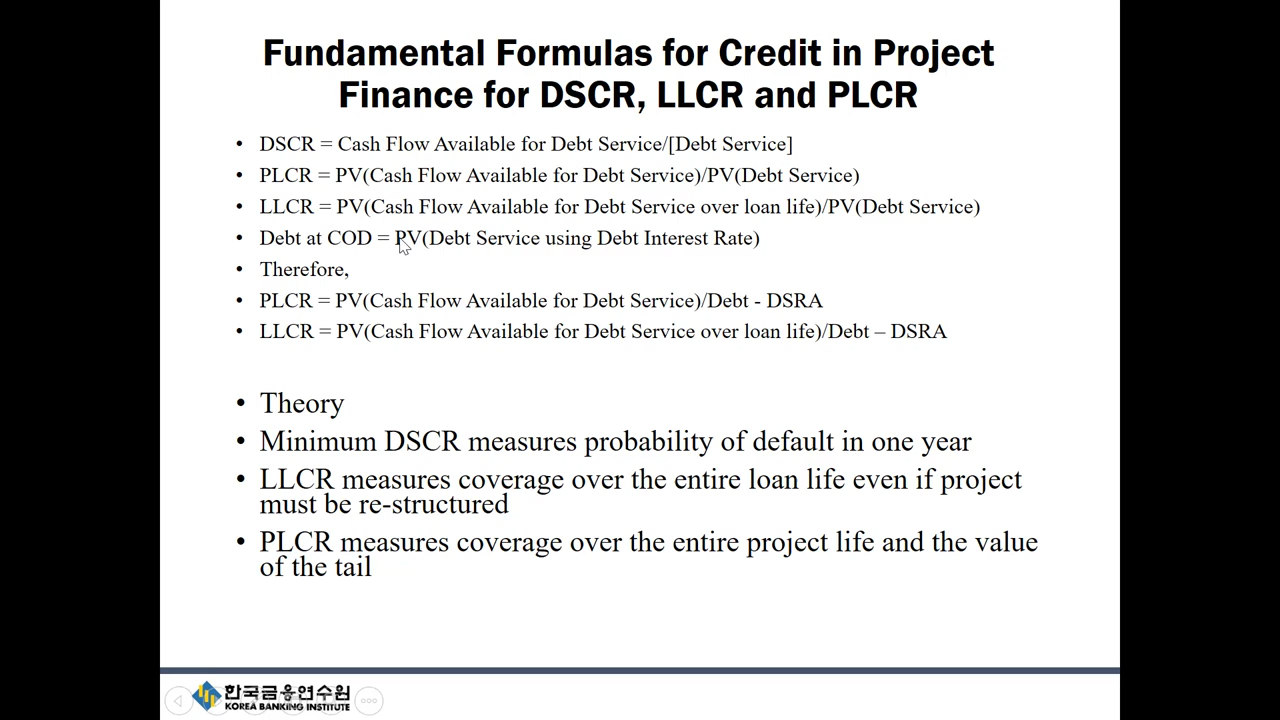 Fundamental Formulas for Credit in Project
Finance for DSCR, LLCR and PLCR
• DSCR = Cash Flow Available for Debt Service/[Debt Service]
• PLCR = PV(Cash Flow Available for Debt Service)/PV(Debt Service)
• LLCR = PV(Cash Flow Available for Debt Service over loan life)/PV(Debt Service)
• Debt at COD = PV(Debt Service using Debt Interest Rate)
• Therefore,
• PLCR = PV(Cash Flow Available for Debt Service)/Debt - DSRA
• LLCR = PV(Cash Flow Available for Debt Service over loan life)/Debt – DSRA
• Theory
• Minimum DSCR measures probability of default in one year
• LLCR measures coverage over the entire loan life even if project
must be re-structured
• PLCR measures coverage over the entire project life and the value
of the tail
한국금융연수원
KOREA BANKING INSTITUTE